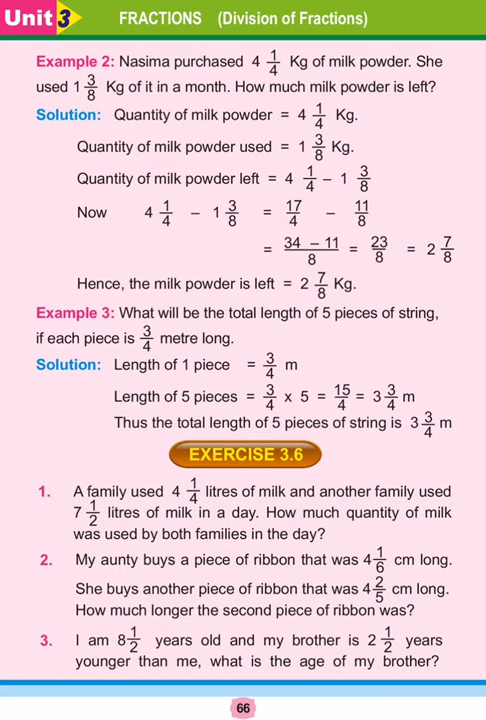 Unit 3 FRACTIONS (Division of Fractions)
Example 2: Nasima purchased 4 1/4 Kg of milk powder. She
used 1 3/8 Kg of it in a month. How much milk powder is left?
Solution: Quantity of milk powder = 4 1/4 Kg.
Quantity of milk powder used = 1 3/8 Kg.
Quantity of milk powder left = 4 1/4 – 1 3/8
Now 4 1/4 – 1 3/8 = 17/4 – 11/8
= 34 – 11/8 = 23/8 = 2 7/8
Hence, the milk powder is left = 2 7/8 Kg.
Example 3: What will be the total length of 5 pieces of string,
if each piece is 3/4 metre long.
Solution: Length of 1 piece = 3/4 m
Length of 5 pieces = 3/4 x 5 = 15/4 = 3 3/4 m
Thus the total length of 5 pieces of string is 3 3/4 m
EXERCISE 3.6
1. A family used 4 1/4 litres of milk and another family used
7 1/2 litres of milk in a day. How much quantity of milk
was used by both families in the day?
2. My aunty buys a piece of ribbon that was 4 1/6 cm long.
She buys another piece of ribbon that was 4 2/5 cm long.
How much longer the second piece of ribbon was?
3. I am 8 1/2 years old and my brother is 2 1/2 years
younger than me, what is the age of my brother?
66